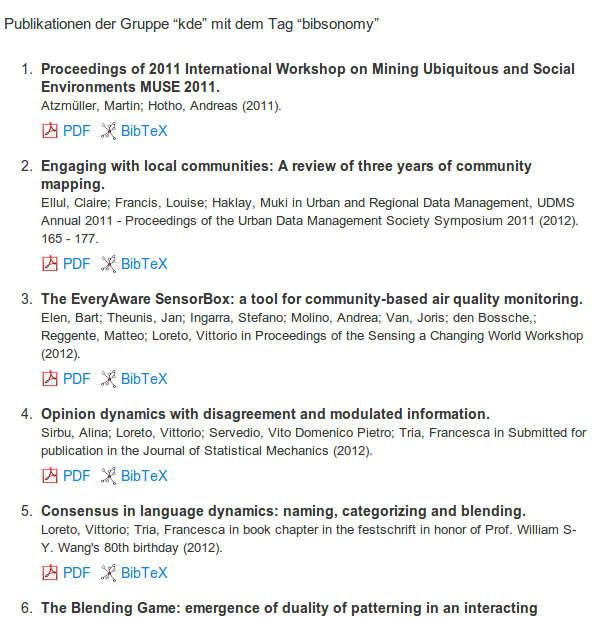 Publikationen der Gruppe “kde” mit dem Tag “bibsonomy”
1. Proceedings of 2011 International Workshop on Mining Ubiquitous and Social
Environments MUSE 2011.
Atzmüller, Martin; Hotho, Andreas (2011).
PDF BibTeX
2. Engaging with local communities: A review of three years of community
mapping.
Ellul, Claire; Francis, Louise; Haklay, Muki in Urban and Regional Data Management, UDMS
Annual 2011 - Proceedings of the Urban Data Management Society Symposium 2011 (2012).
165 - 177.
PDF BibTeX
3. The EveryAware SensorBox: a tool for community-based air quality monitoring.
Elen, Bart; Theunis, Jan; Ingarra, Stefano; Molino, Andrea; Van, Joris; den Bossche,;
Reggente, Matteo; Loreto, Vittorio in Proceedings of the Sensing a Changing World Workshop
(2012).
PDF BibTeX
4. Opinion dynamics with disagreement and modulated information.
Sirbu, Alina; Loreto, Vittorio; Servedio, Vito Domenico Pietro; Tria, Francesca in Submitted for
publication in the Journal of Statistical Mechanics (2012).
PDF BibTeX
5. Consensus in language dynamics: naming, categorizing and blending.
Loreto, Vittorio; Tria, Francesca in book chapter in the festschrift in honor of Prof. William S-
Y. Wang's 80th birthday (2012).
PDF BibTeX
6. The Blending Game: emergence of duality of patterning in an interacting